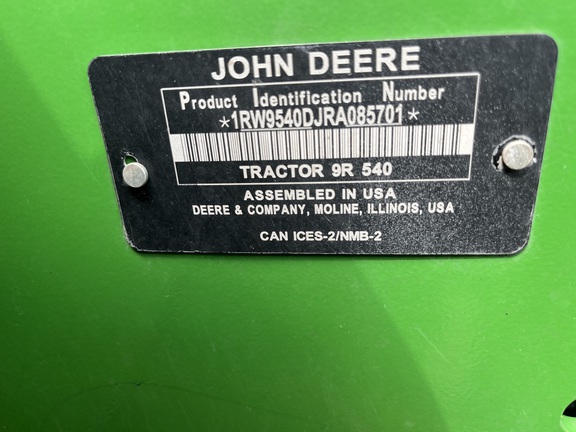 JOHN DEERE
Product Identification Number
*1RW9540DJRA085701*
TRACTOR 9R 540
ASSEMBLED IN USA
DEERE & COMPANY, MOLINE, ILLINOIS, USA
CAN ICES-2/NMB-2